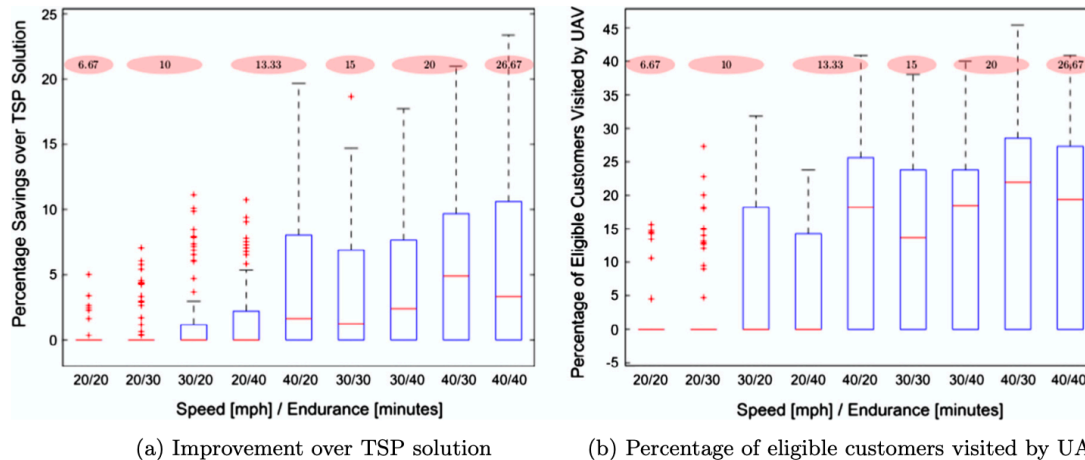 Percentage Savings over TSP Solution
25
20
15
10
5
0
6.67 10 13.33 15 20 26.67
20/20 20/30 30/20 20/40 40/20 30/30 30/40 40/30 40/40
Speed [mph] / Endurance [minutes]
(a) Improvement over TSP solution
Percentage of Eligible Customers Visited by UAV
45
40
35
30
25
20
15
10
5
0
-5
6.67 10 13.33 15 20 26.67
20/20 20/30 30/20 20/40 40/20 30/30 30/40 40/30 40/40
Speed [mph] / Endurance [minutes]
(b) Percentage of eligible customers visited by UA